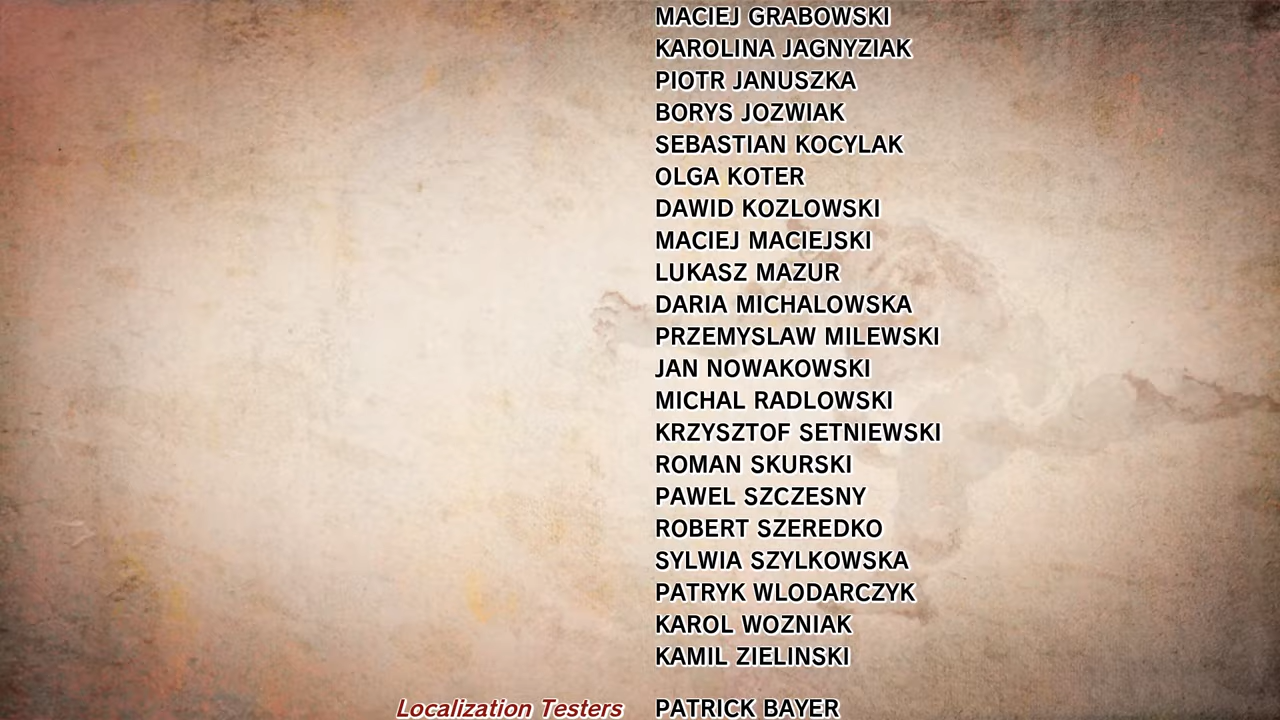 MACIEJ GRABOWSKI
KAROLINA JAGNYZIAK
PIOTR JANUSZKA
BORYS JOZWIAK
SEBASTIAN KOCYLAK
OLGA KOTER
DAWID KOZLOWSKI
MACIEJ MACIEJSKI
LUKASZ MAZUR
DARIA MICHALOWSKA
PRZEMYSLAW MILEWSKI
JAN NOWAKOWSKI
MICHAL RADLOWSKI
KRZYSZTOF SETNIEWSKI
ROMAN SKURSKI
PAWEL SZCZESNY
ROBERT SZEREDKO
SYLWIA SZYLKOWSKA
PATRYK WLODARCZYK
KAROL WOZNIAK
KAMIL ZIELINSKI
Localization Testers PATRICK BAYER